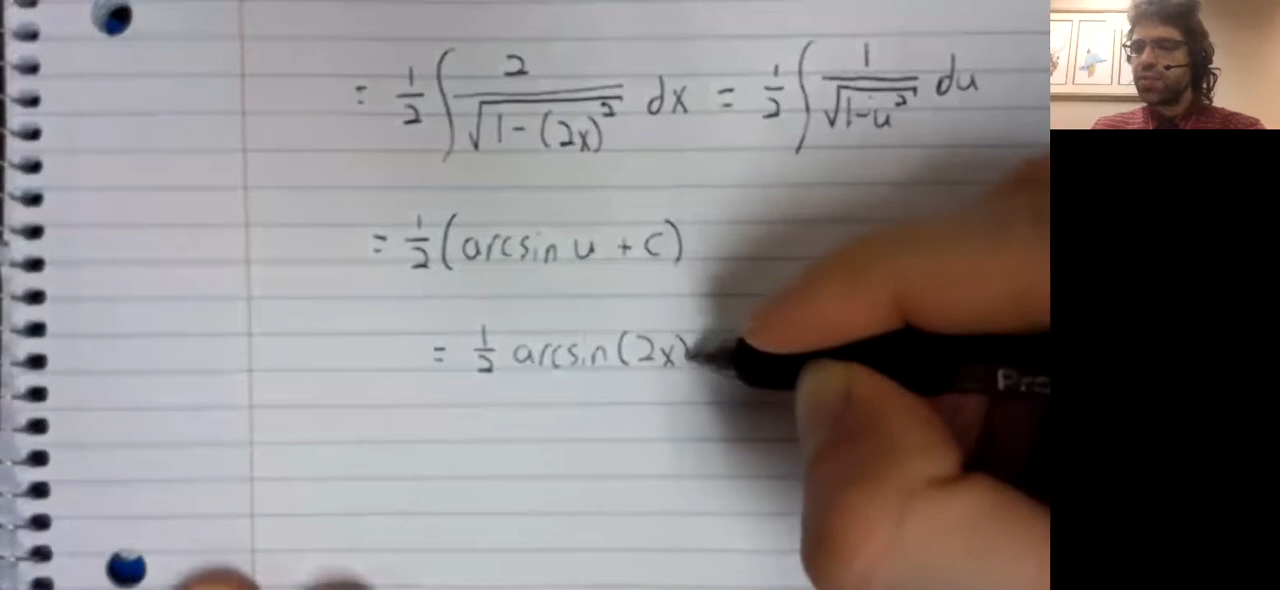 = 1/2 ∫ 2/√(1-(2x)²) dx = 1/2 ∫ 1/√(1-u²) du
= 1/2 (arcsin u + c)
= 1/2 arcsin(2x)
Pro